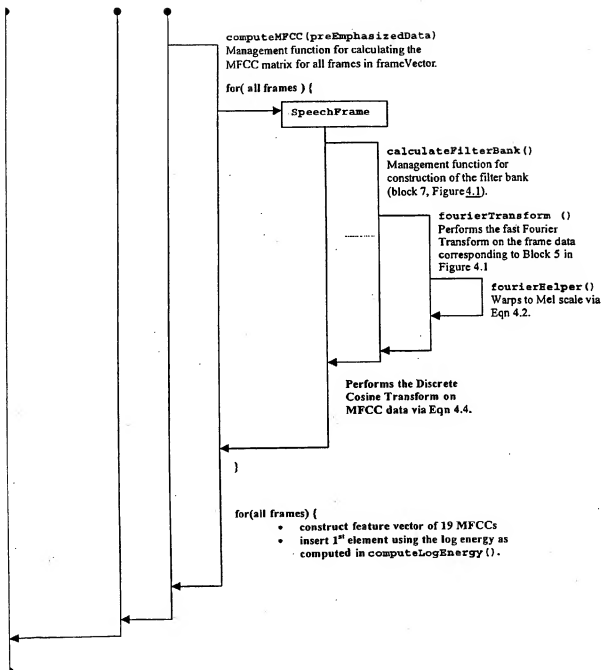 computeMFCC(preEmphasizedData)
Management function for calculating the
MFCC matrix for all frames in frameVector.
for( all frames ) {
SpeechFrame
calculateFilterBank()
Management function for
construction of the filter bank
(block 7, Figure 4.1).
fourierTransform ()
Performs the fast Fourier
Transform on the frame data
corresponding to Block 5 in
Figure 4.1
fourierHelper()
Warps to Mel scale via
Eqn 4.2.
Performs the Discrete
Cosine Transform on
MFCC data via Eqn 4.4.
}
for(all frames) {
• construct feature vector of 19 MFCCs
• insert 1st element using the log energy as
computed in computeLogEnergy().